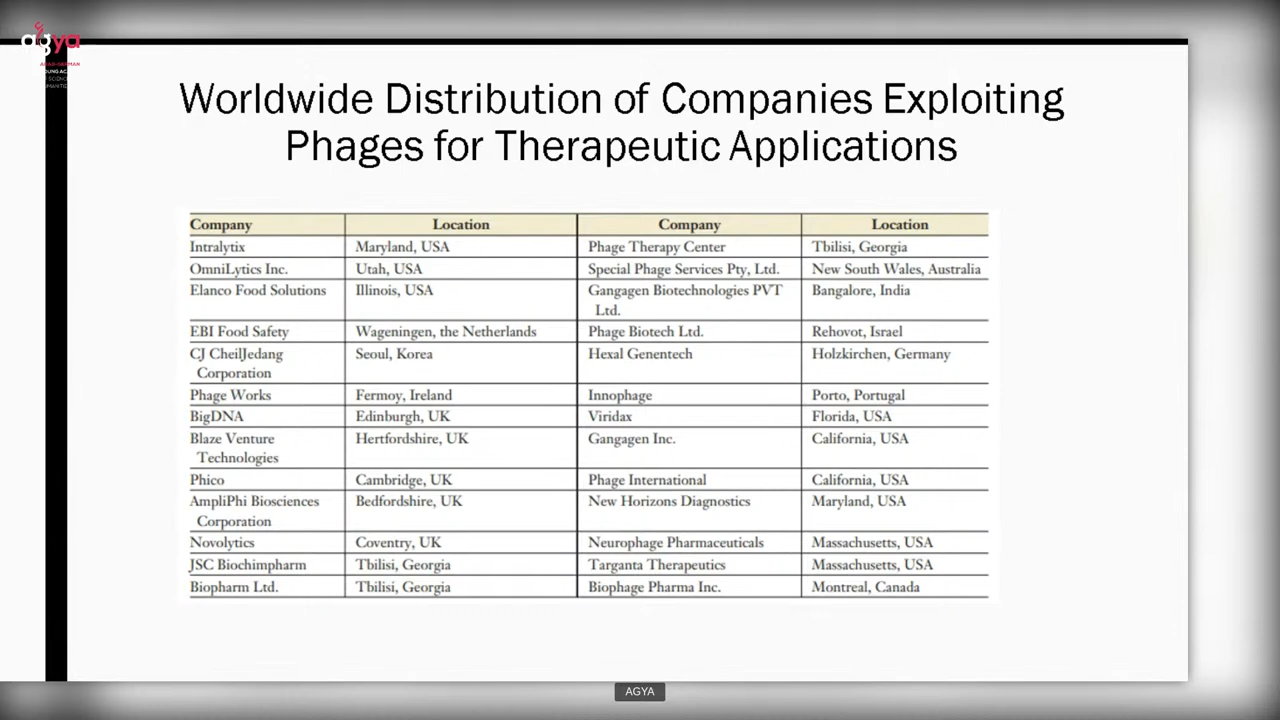 agya
ARAB-GERMAN
Worldwide Distribution of Companies Exploiting
Phages for Therapeutic Applications
Company Location Company Location
Intralytix Maryland, USA Phage Therapy Center Tbilisi, Georgia
OmniLytics Inc. Utah, USA Special Phage Services Pty, Ltd. New South Wales, Australia
Elanco Food Solutions Illinois, USA Gangagen Biotechnologies PVT Bangalore, India
Ltd.
EBI Food Safety Wageningen, the Netherlands Phage Biotech Ltd. Rehovot, Israel
CJ CheilJedang Seoul, Korea Hexal Genentech Holzkirchen, Germany
Corporation
Phage Works Fermoy, Ireland Innophage Porto, Portugal
BigDNA Edinburgh, UK Viridax Florida, USA
Blaze Venture Hertfordshire, UK Gangagen Inc. California, USA
Technologies
Phico Cambridge, UK Phage International California, USA
AmpliPhi Biosciences Bedfordshire, UK New Horizons Diagnostics Maryland, USA
Corporation
Novolytics Coventry, UK Neurophage Pharmaceuticals Massachusetts, USA
JSC Biochimpharm Tbilisi, Georgia Targanta Therapeutics Massachusetts, USA
Biopharm Ltd. Tbilisi, Georgia Biophage Pharma Inc. Montreal, Canada
AGYA